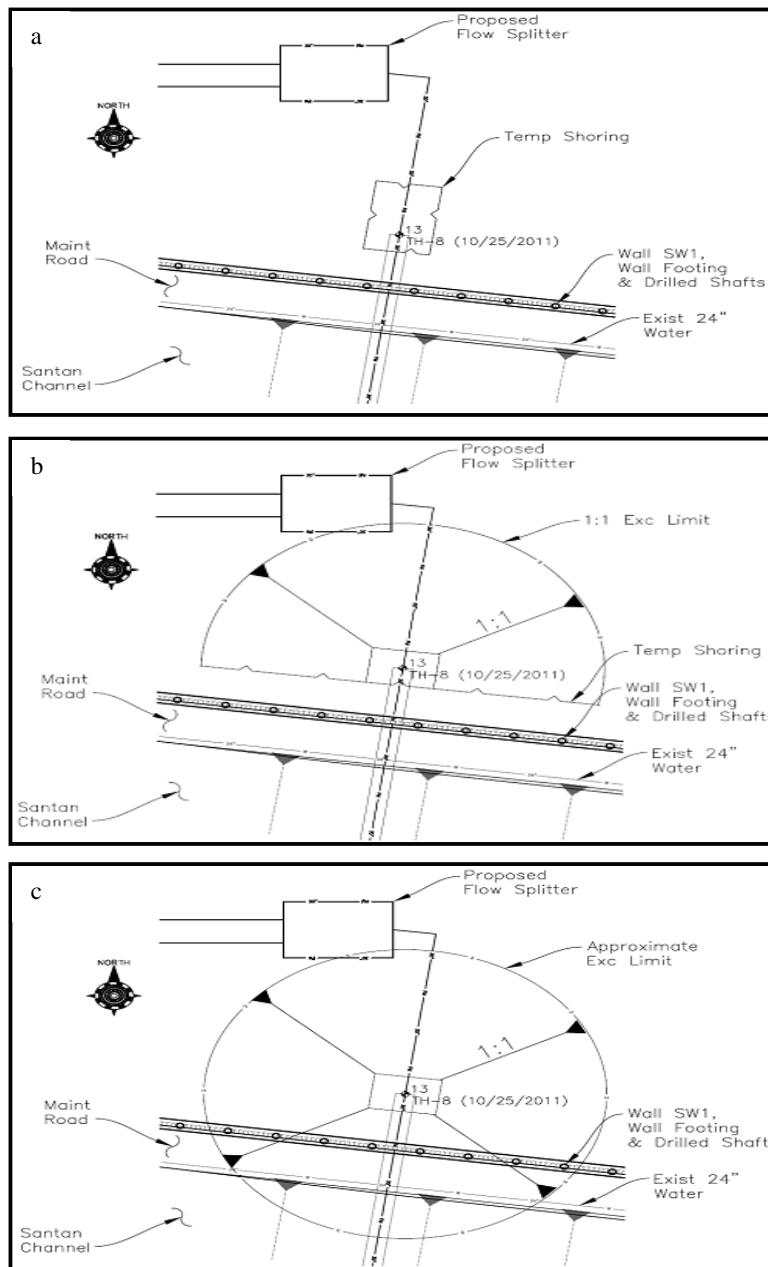 a
Proposed
Flow Splitter
NORTH
Temp Shoring
13
TH-8 (10/25/2011)
Maint
Road
Wall SW1,
Wall Footing
& Drilled Shafts
Exist 24"
Water
Santan
Channel
b
Proposed
Flow Splitter
1:1 Exc Limit
NORTH
1:1
13
TH-8 (10/25/2011)
Temp Shoring
Maint
Road
Wall SW1,
Wall Footing
& Drilled Shafts
Exist 24"
Water
Santan
Channel
c
Proposed
Flow Splitter
Approximate
Exc Limit
NORTH
1:1
13
TH-8 (10/25/2011)
Maint
Road
Wall SW1,
Wall Footing
& Drilled Shaft
Exist 24"
Water
Santan
Channel